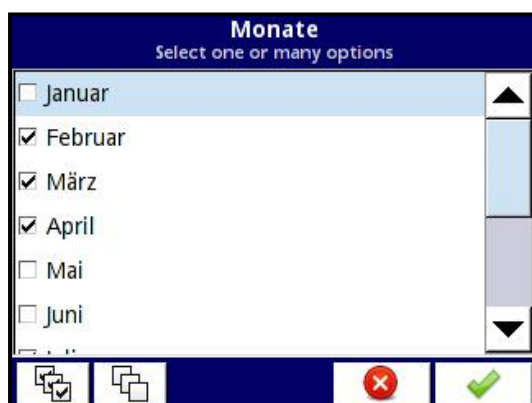 Monate
Select one or many options
Januar
Februar
März
April
Mai
Juni